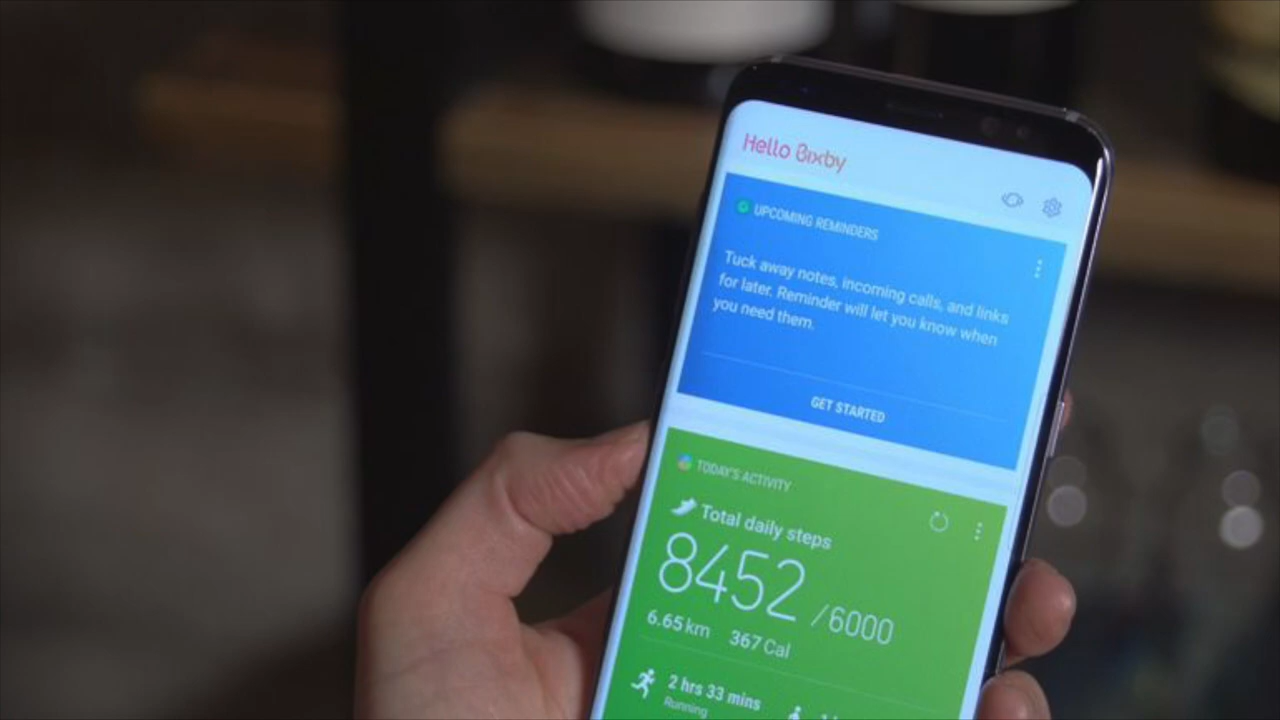 Hello Bixby
UPCOMING REMINDERS
Tuck away notes, incoming calls, and links
for later. Reminder will let you know when
you need them.
GET STARTED
TODAY'S ACTIVITY
Total daily steps
8452 /6000
6.65 km 367 Cal
2 hrs 33 mins
Running